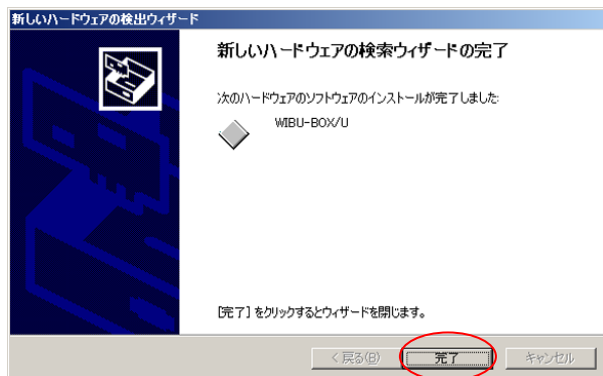 新しいハードウェアの検出ウィザード
新しいハードウェアの検索ウィザードの完了
次のハードウェアのソフトウェアのインストールが完了しました:
WIBU-BOX/U
[完了] をクリックするとウィザードを閉じます。
< 戻る(B) 完了 キャンセル